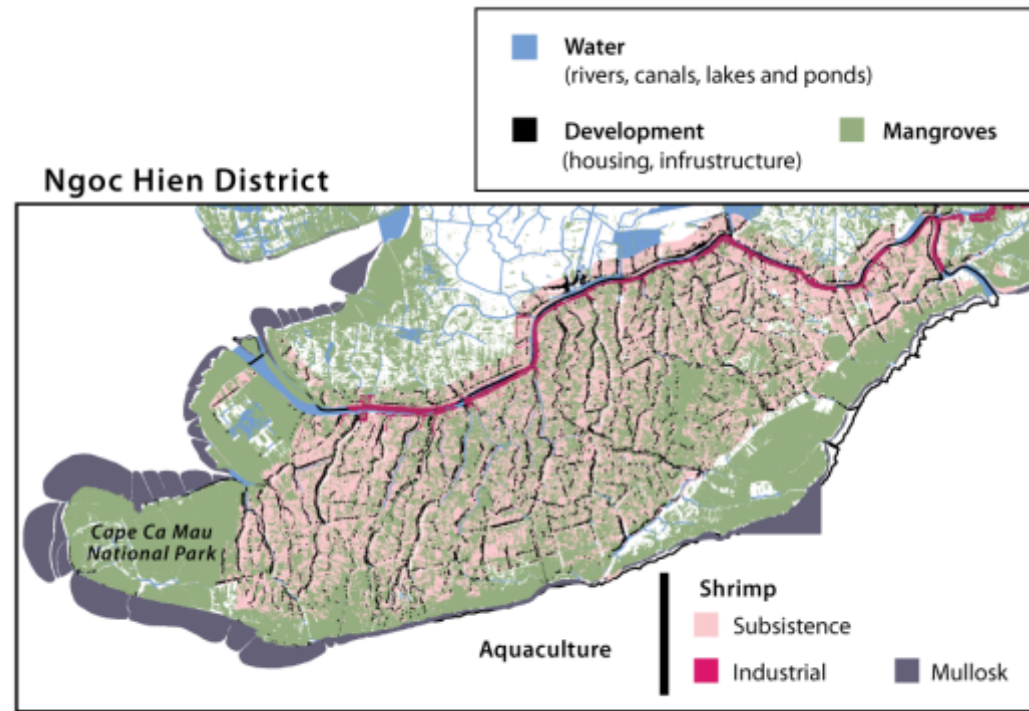 Water
(rivers, canals, lakes and ponds)
Development
(housing, infrustructure)
Mangroves
Ngoc Hien District
Cape Ca Mau
National Park
Aquaculture
Shrimp
Subsistence
Industrial
Mullosk